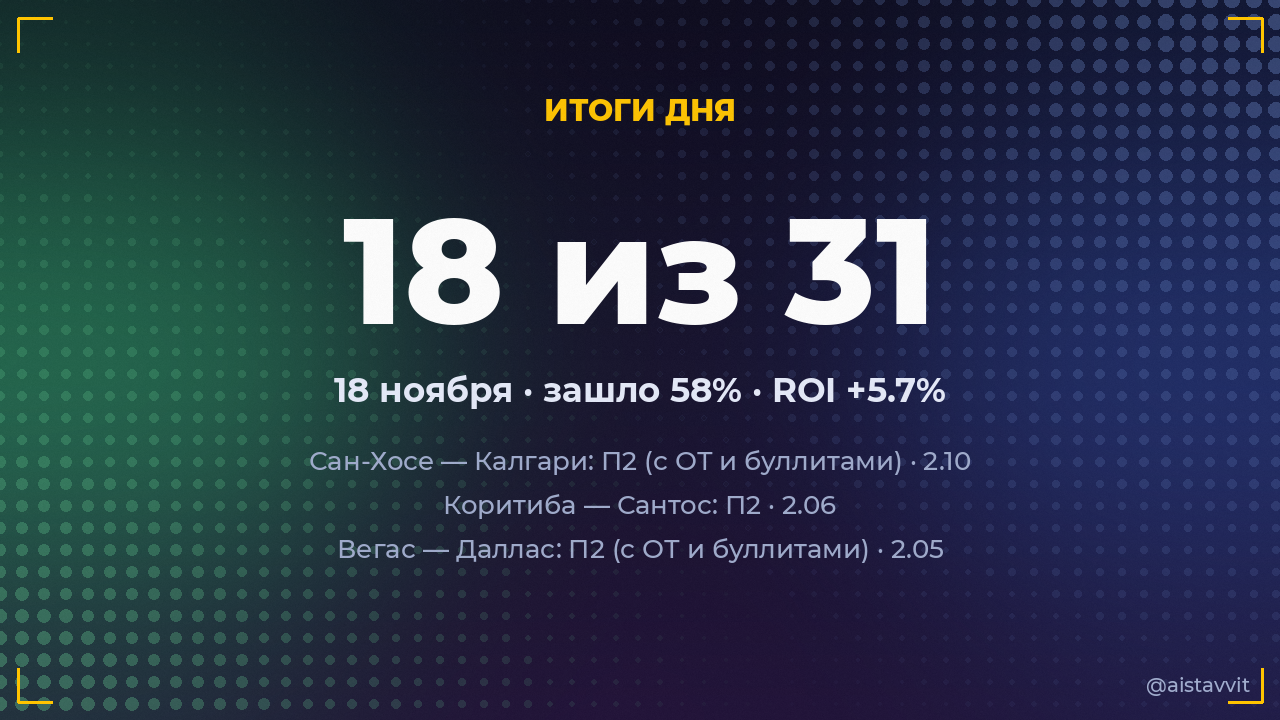 ИТОГИ ДНЯ
18 из 31
18 ноября · зашло 58% · ROI +5.7%
Сан-Хосе — Калгари: П2 (с ОТ и буллитами) · 2.10
Коритиба — Сантос: П2 · 2.06
Вегас — Даллас: П2 (с ОТ и буллитами) · 2.05
@aistavvit